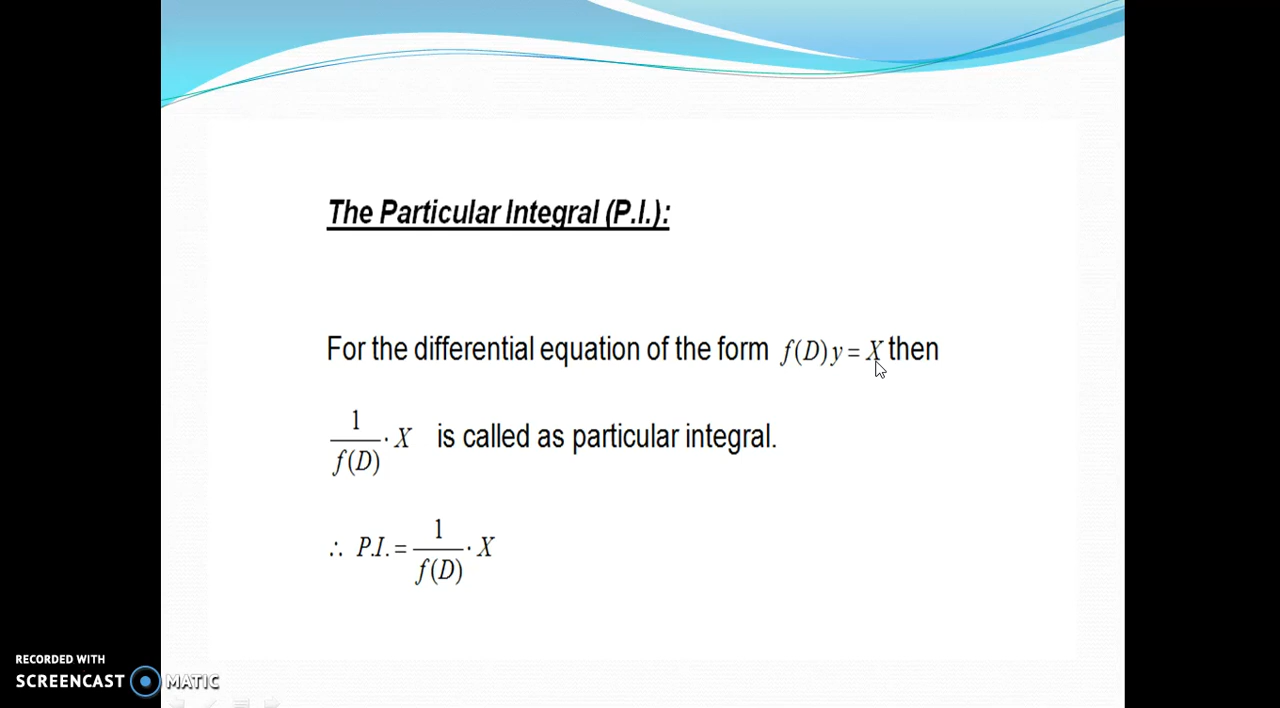 The Particular Integral (P.I.):
For the differential equation of the form f(D) y = X then
1/f(D) · X is called as particular integral.
∴ P.I. = 1/f(D) · X
RECORDED WITH
SCREENCAST MATIC